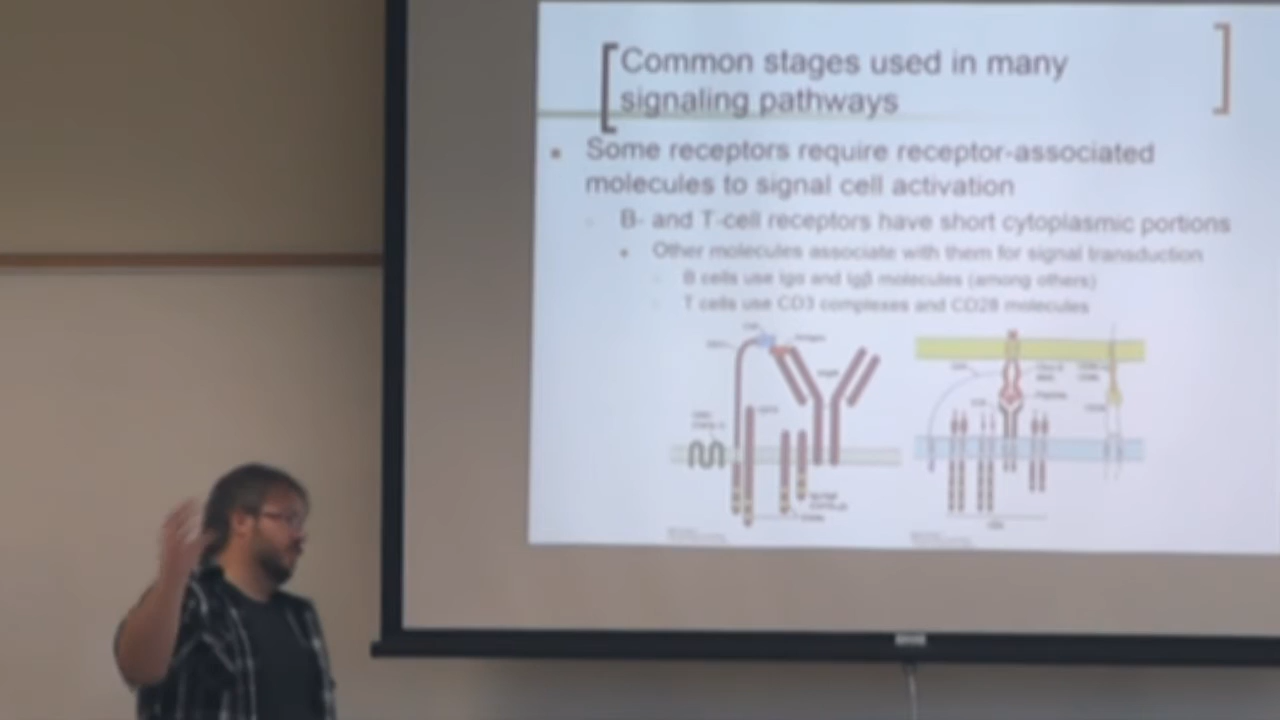 Common stages used in many
signaling pathways
Some receptors require receptor-associated
molecules to signal cell activation
B- and T-cell receptors have short cytoplasmic portions
Other molecules associate with them for signal transduction
B cells use Igα and Igβ molecules (among others)
T cells use CD3 complexes and CD28 molecules